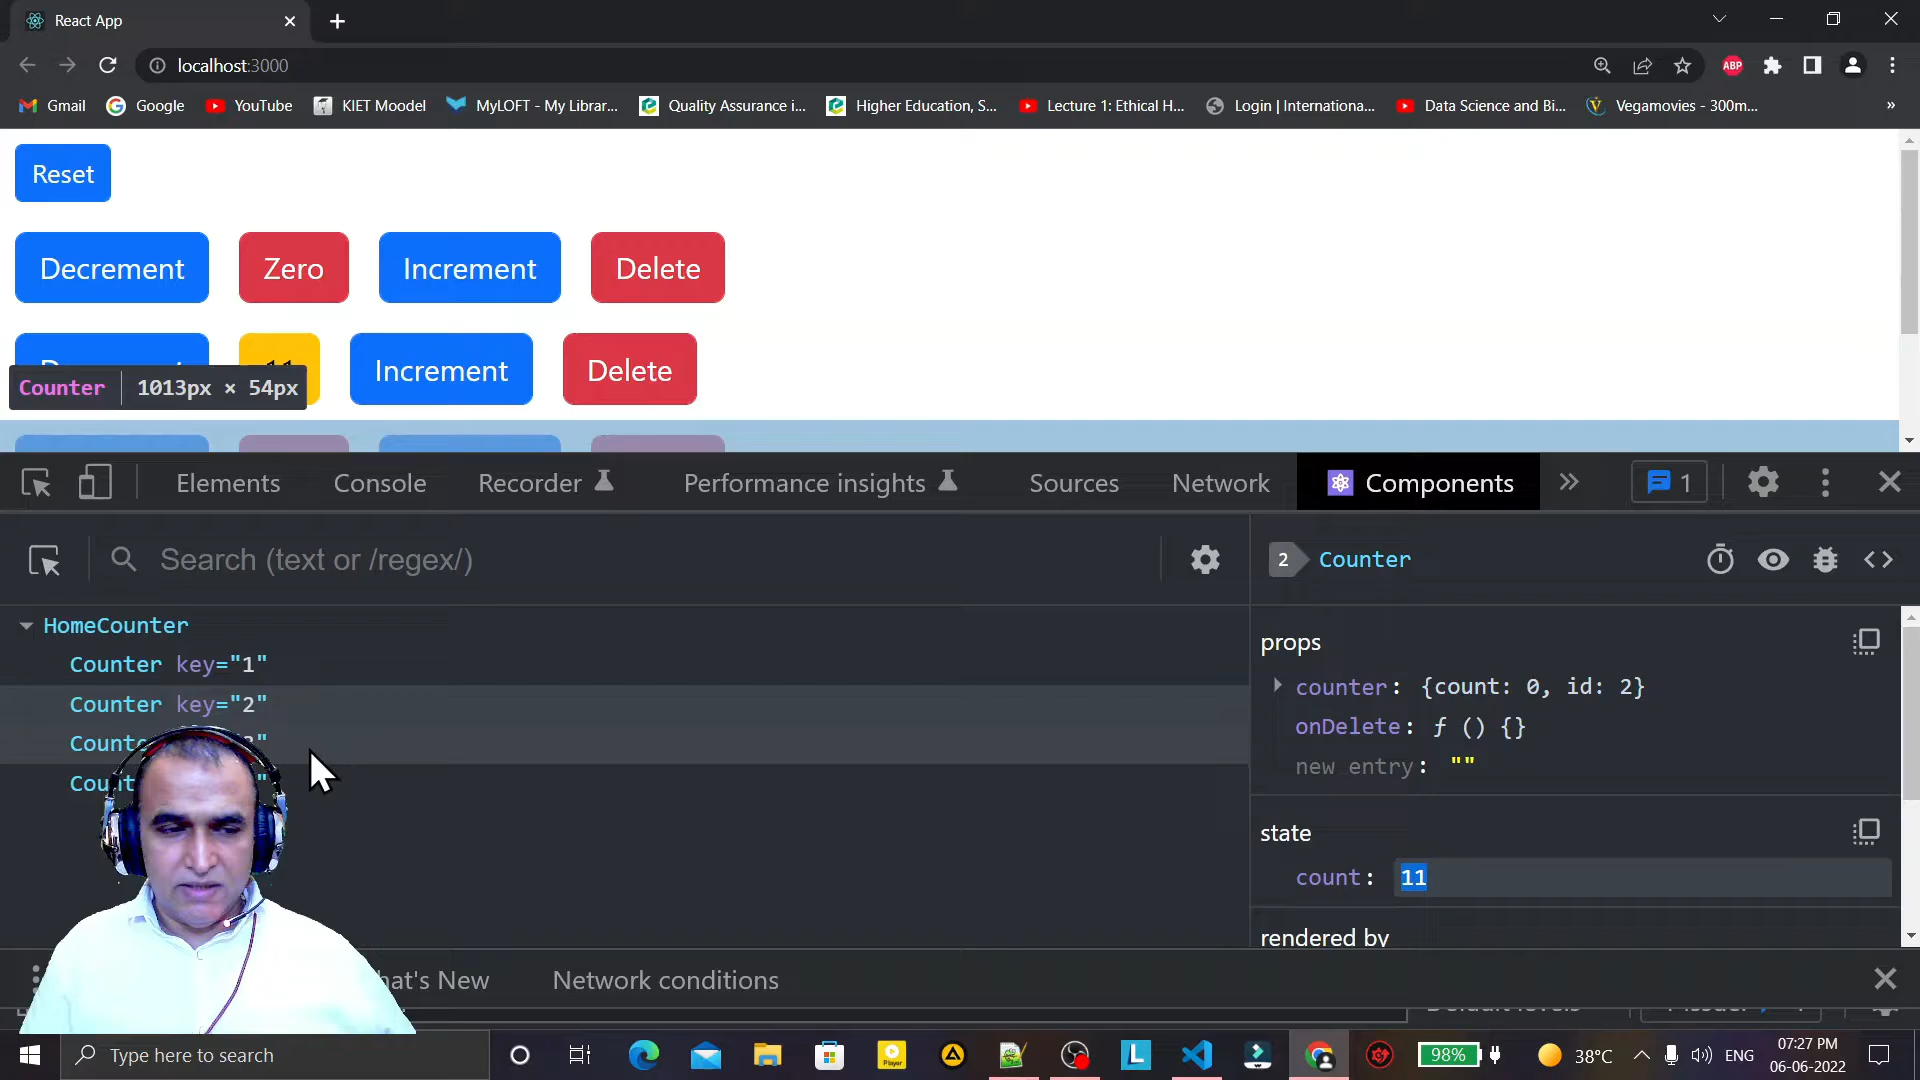 React App
localhost:3000
ABP
Gmail Google YouTube KIET Moodel MyLOFT - My Librar... Quality Assurance i... Higher Education, S... Lecture 1: Ethical H... Login | Internationa... Data Science and Bi... Vegamovies - 300m... »
Reset
Decrement Zero Increment Delete
Increment Delete
Counter 1013px × 54px
Elements Console Recorder Performance insights Sources Network Components » 1
Search (text or /regex/)
2 Counter
HomeCounter
Counter key="1"
Counter key="2"
props
counter: {count: 0, id: 2}
onDelete: ƒ () {}
new entry: ""
state
count: 11
rendered by
Network conditions
Type here to search
98% 38°C ENG 07:27 PM
06-06-2022